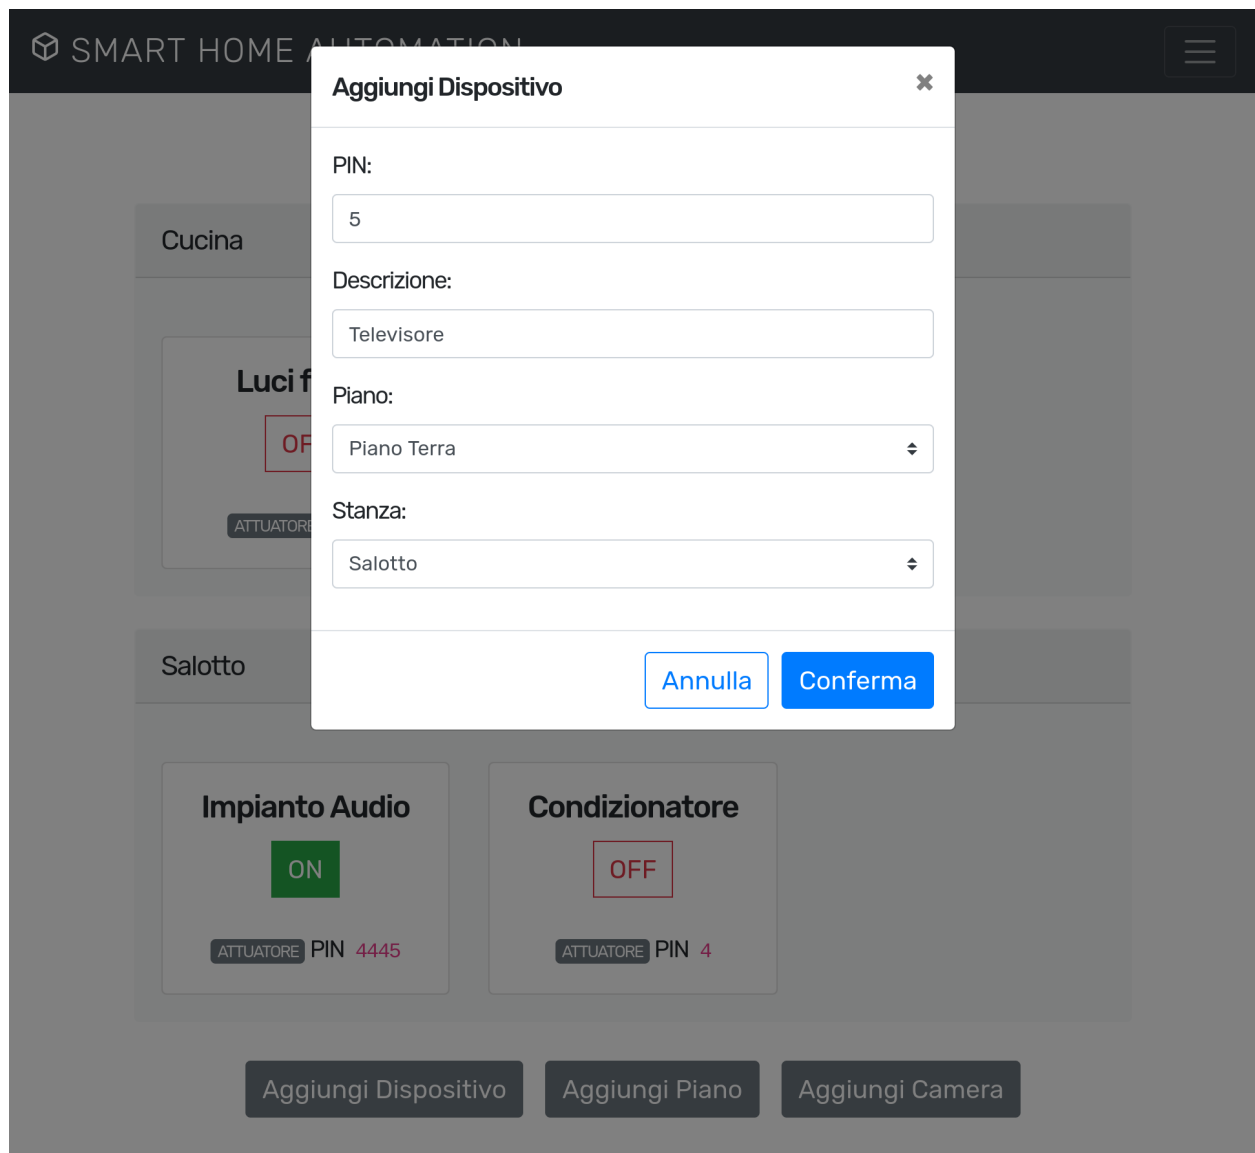 SMART HOME
Aggiungi Dispositivo
PIN:
5
Descrizione:
Televisore
Piano:
Piano Terra
Stanza:
Salotto
Annulla Conferma
Cucina
Luci
Salotto
Impianto Audio
ON
ATTUATORE PIN 4445
Condizionatore
OFF
ATTUATORE PIN 4
Aggiungi Dispositivo Aggiungi Piano Aggiungi Camera